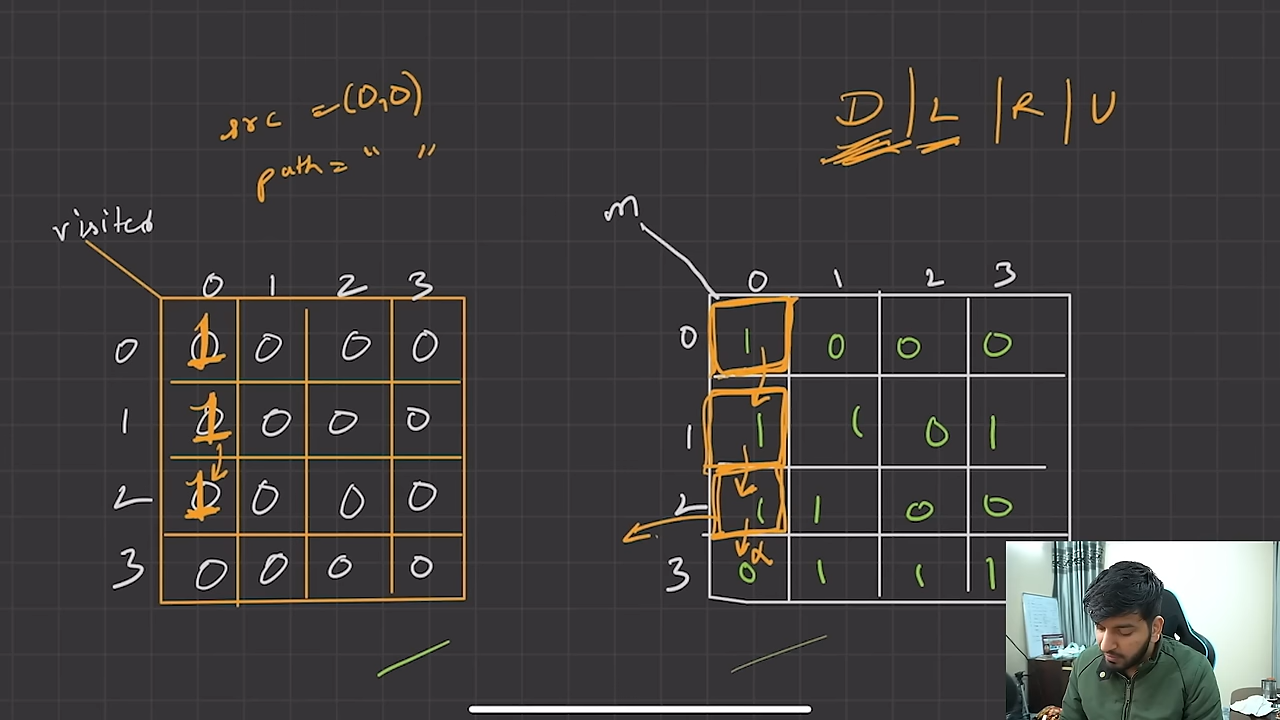 src = (0,0)
path = " "
D | L | R | U
visited
0 1 2 3
0 1 0 0 0
1 1 0 0 0
2 1 0 0 0
3 0 0 0 0
m
0 1 2 3
0 1 0 0 0
1 1 1 0 1
2 1 1 0 0
3 0 1 1 1